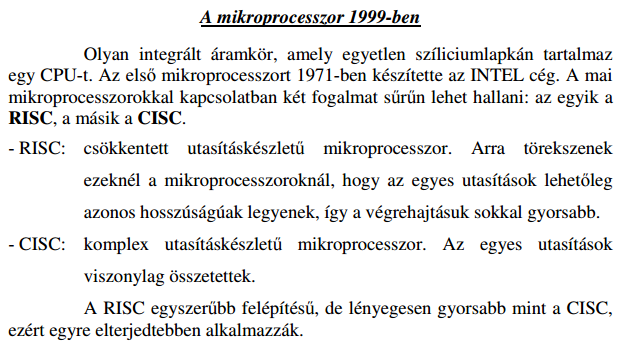 A mikroprocesszor 1999-ben
Olyan integrált áramkör, amely egyetlen szíliciumlapkán tartalmaz
egy CPU-t. Az első mikroprocesszort 1971-ben készítette az INTEL cég. A mai
mikroprocesszorokkal kapcsolatban két fogalmat sűrűn lehet hallani: az egyik a
RISC, a másik a CISC.
- RISC: csökkentett utasításkészletű mikroprocesszor. Arra törekszenek
ezeknél a mikroprocesszoroknál, hogy az egyes utasítások lehetőleg
azonos hosszúságúak legyenek, így a végrehajtásuk sokkal gyorsabb.
- CISC: komplex utasításkészletű mikroprocesszor. Az egyes utasítások
viszonylag összetettek.
A RISC egyszerűbb felépítésű, de lényegesen gyorsabb mint a CISC,
ezért egyre elterjedtebben alkalmazzák.